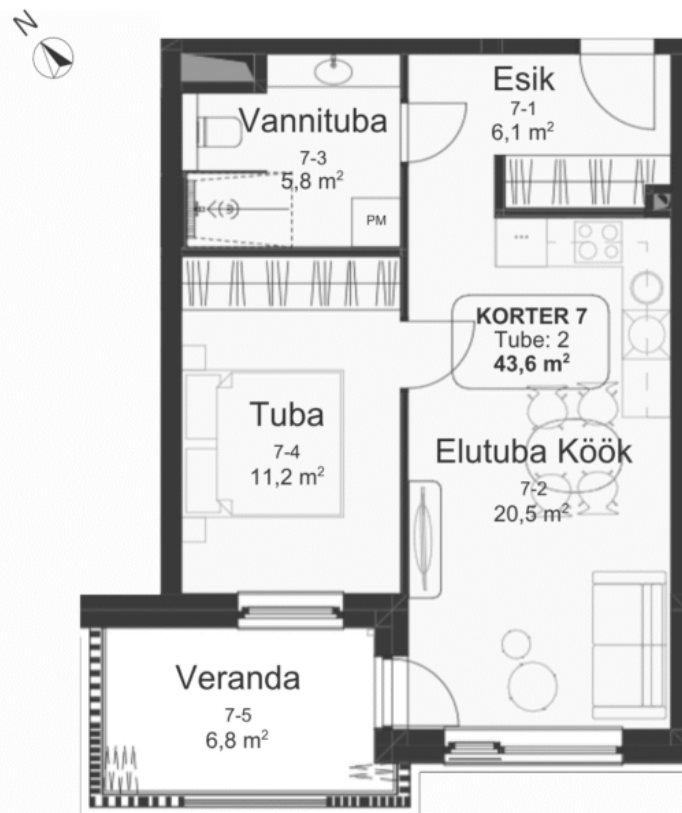 N
Esik
7-1
6,1 m²
Vannituba
7-3
5,8 m²
PM
KORTER 7
Tube: 2
43,6 m²
Tuba
7-4
11,2 m²
Elutuba Köök
7-2
20,5 m²
Veranda
7-5
6,8 m²